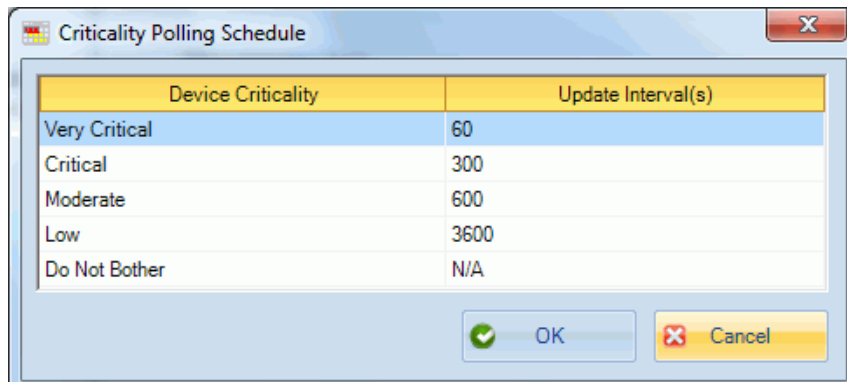 Criticality Polling Schedule
Device Criticality Update Interval(s)
Very Critical 60
Critical 300
Moderate 600
Low 3600
Do Not Bother N/A
OK Cancel